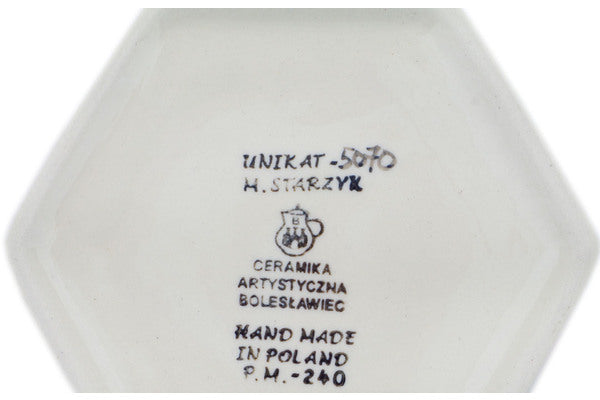 UNIKAT-5070
M. STARZYK
B
CERAMIKA
ARTYSTYCZNA
BOLESŁAWIEC
HAND MADE
IN POLAND
P.M.-240